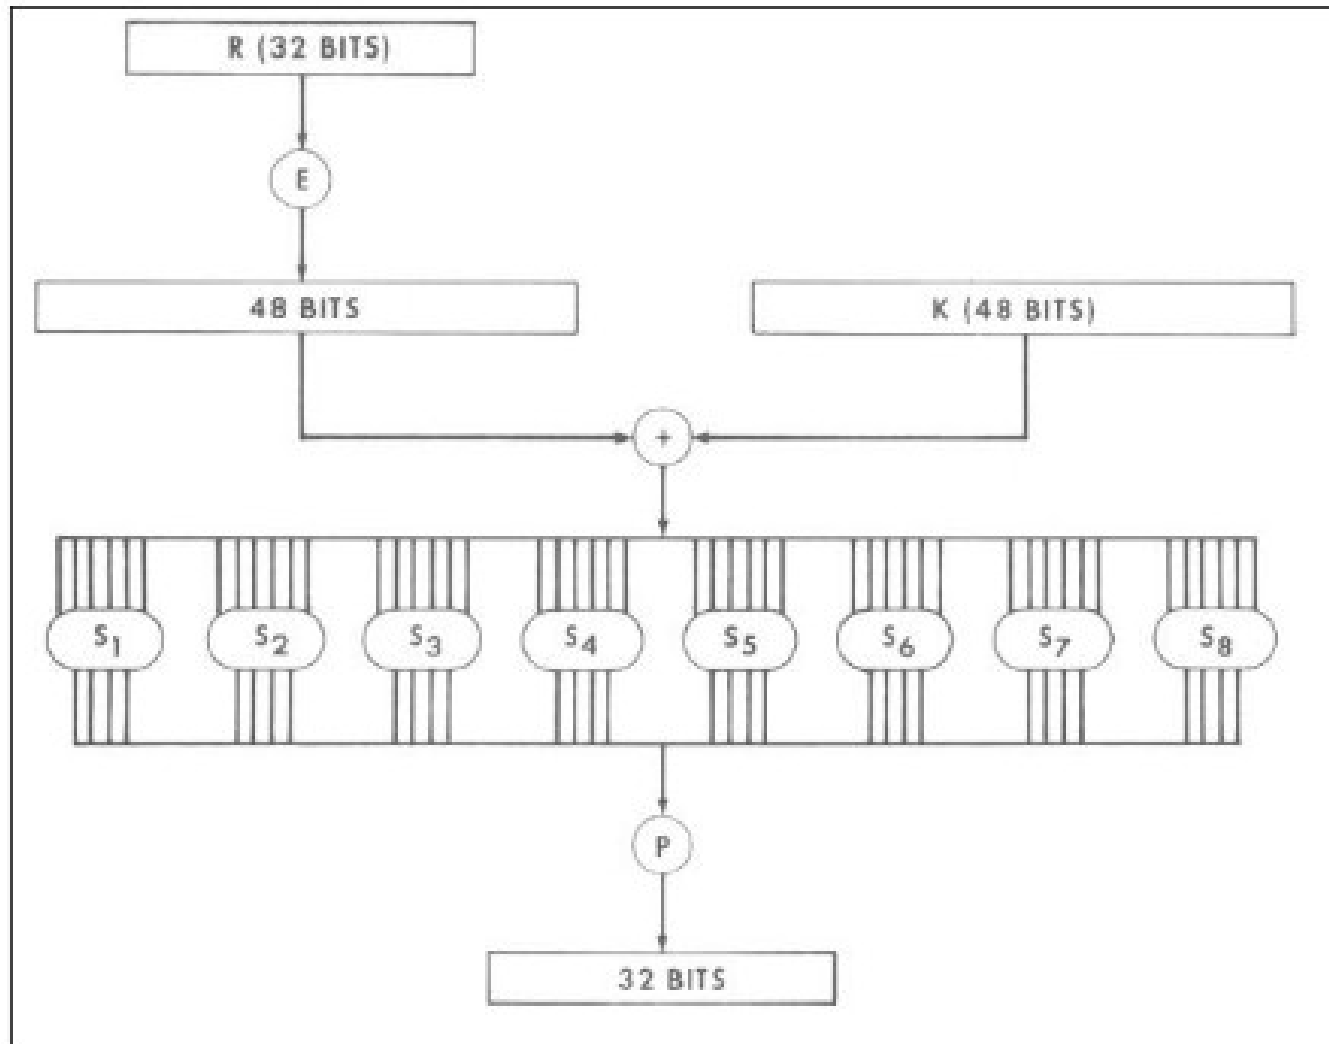 R (32 BITS)
E
48 BITS
K (48 BITS)
+
S1 S2 S3 S4 S5 S6 S7 S8
P
32 BITS